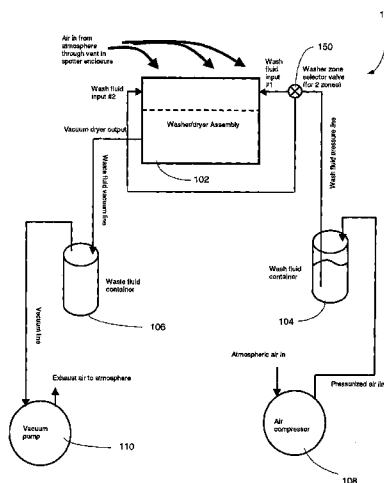 1
Air in from
atmosphere
through vent in
spotter enclosure
150
Wash fluid
input #2
Wash
fluid
input
#1
Washer zone
selector valve
(for 2 zones)
Washer/dryer Assembly
Vacuum dryer output
102
Waste fluid
vacuum line
Wash fluid pressure line
Vacuum line
Waste fluid
container
106
Wash fluid
container
104
Exhaust air to atmosphere
Atmospheric air in
Pressurized air line
Vacuum
pump
110
Air
compressor
108